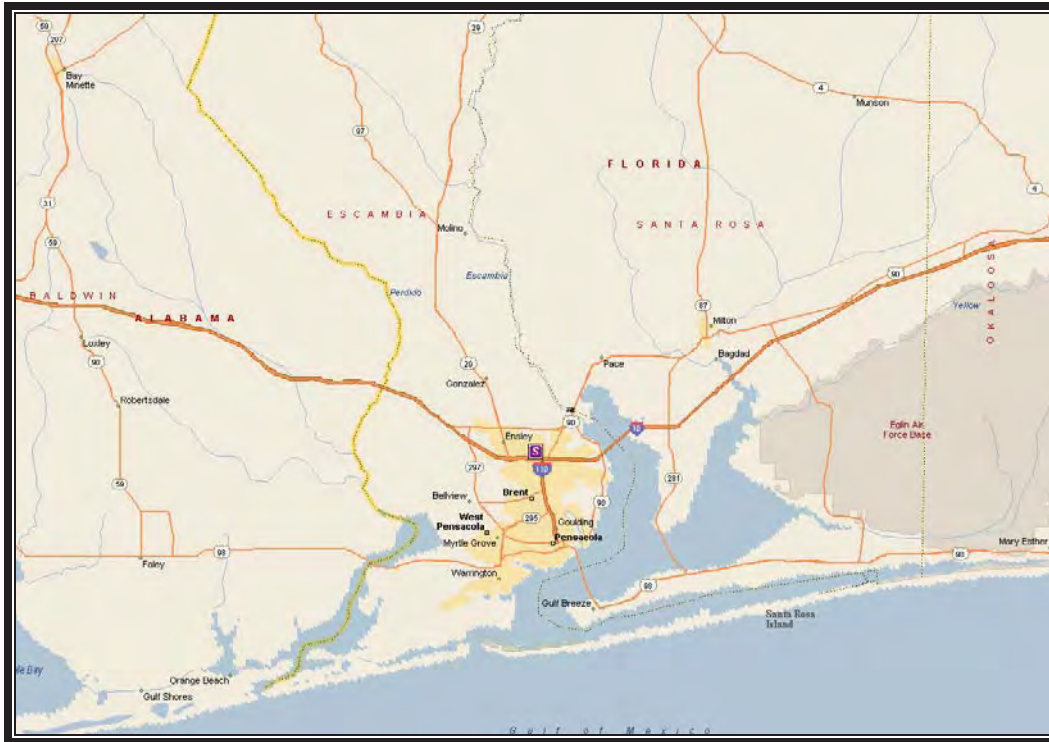 59
287
29
Bay
Minette
4
Munson
97
FLORIDA
4
31
ESCAMBIA
SANTA ROSA
Molino
59
OKALOOSA
Escambia
90
BALDWIN
Perdido
Yellow
ALABAMA
87
Milton
Loxley
90
29
Pace
Bagdad
Gonzalez
Robertsdale
90
10
Ensley
Eglin Air
Force Base
S
297
110
281
59
Bellview
Brent
98
West
Pensacola
295
Goulding
Myrtle Grove
Pensacola
Mary Esther
98
98
Foley
Warrington
98
Gulf Breeze
Santa Rosa
Island
le Bay
Orange Beach
Gulf Shores
Gulf of Mexico